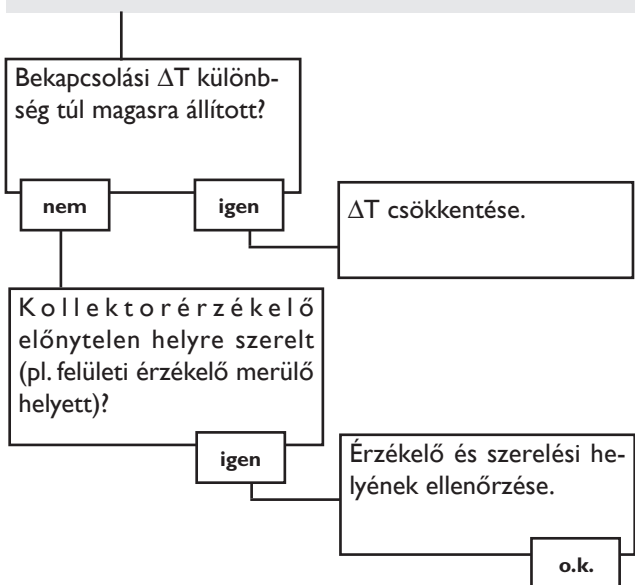 Bekapcsolási ΔT különb-
ség túl magasra állított?
nem
igen
ΔT csökkentése.
Kollektorérzékelő
előnytelen helyre szerelt
(pl. felületi érzékelő merülő
helyett)?
igen
Érzékelő és szerelési he-
lyének ellenőrzése.
o.k.